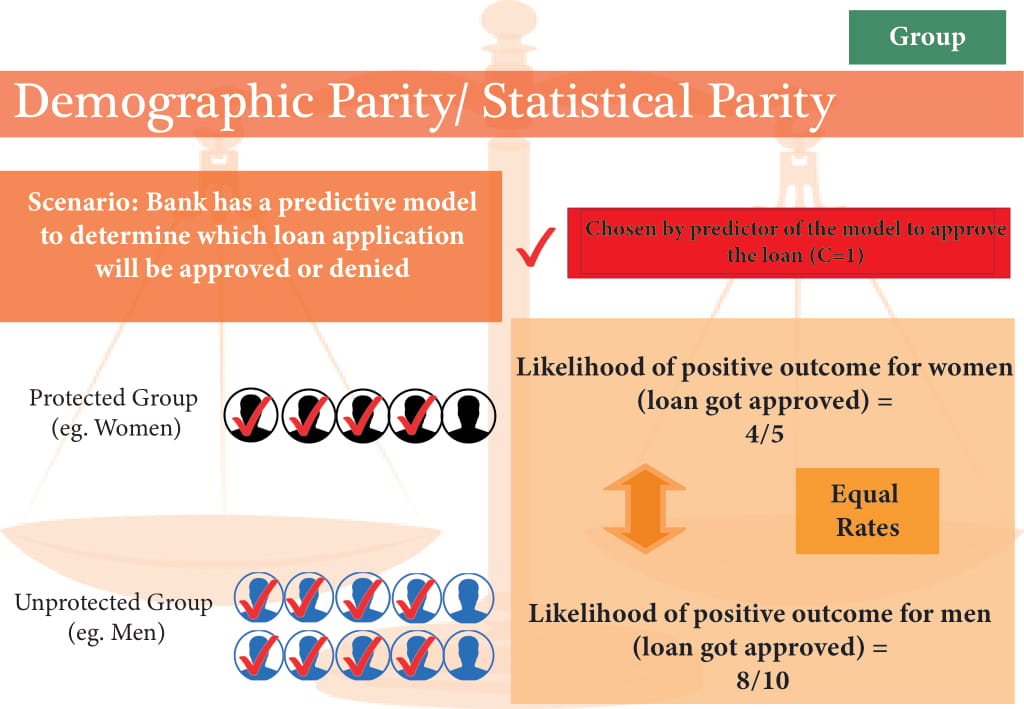 Group
Demographic Parity/ Statistical Parity
Scenario: Bank has a predictive model
to determine which loan application
will be approved or denied
Chosen by predictor of the model to approve
the loan (C=1)
Protected Group
(eg. Women)
Likelihood of positive outcome for women
(loan got approved) =
4/5
Equal
Rates
Unprotected Group
(eg. Men)
Likelihood of positive outcome for men
(loan got approved) =
8/10